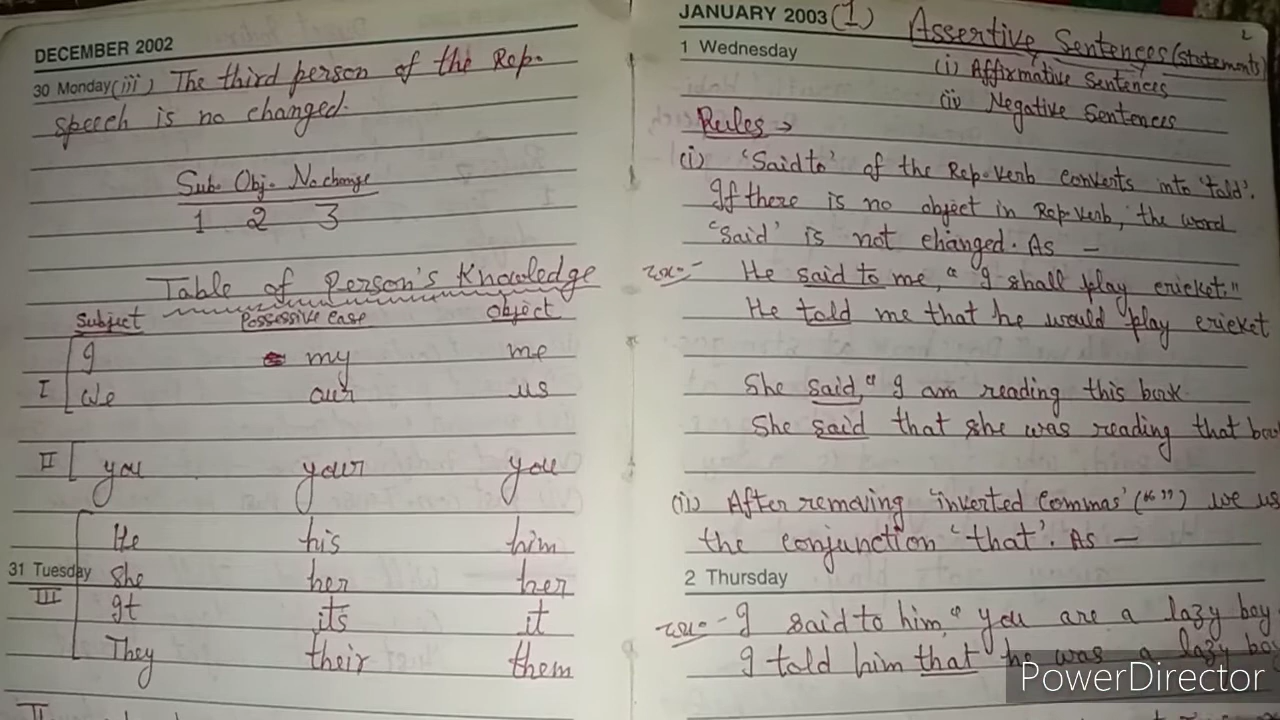 DECEMBER 2002
30 Monday (iii) The third person of the Rep.
speech is no changed.
Sub. Obj. No change
1 2 3
Table of Person's Knowledge
Subject Possessive case object
I I my me
We our us
II you your you
He his him
31 Tuesday She her her
III It its it
They their them
II
JANUARY 2003 (1) Assertive Sentences (statements) 2
1 Wednesday (i) Affirmative Sentences
(ii) Negative Sentences
Rules →
(i) 'Said to' of the Rep. verb converts into 'told'.
If there is no object in Rep. verb, the word
'Said' is not changed. As —
Ex:- He said to me, "I shall play cricket."
He told me that he would play cricket
She said, "I am reading this book.
She said that she was reading that
(ii) After removing 'inverted commas' (" ") we
the conjunction 'that'. As —
2 Thursday
Ex:- I said to him, "you are a lazy boy
I told him that he was a lazy
PowerDirector